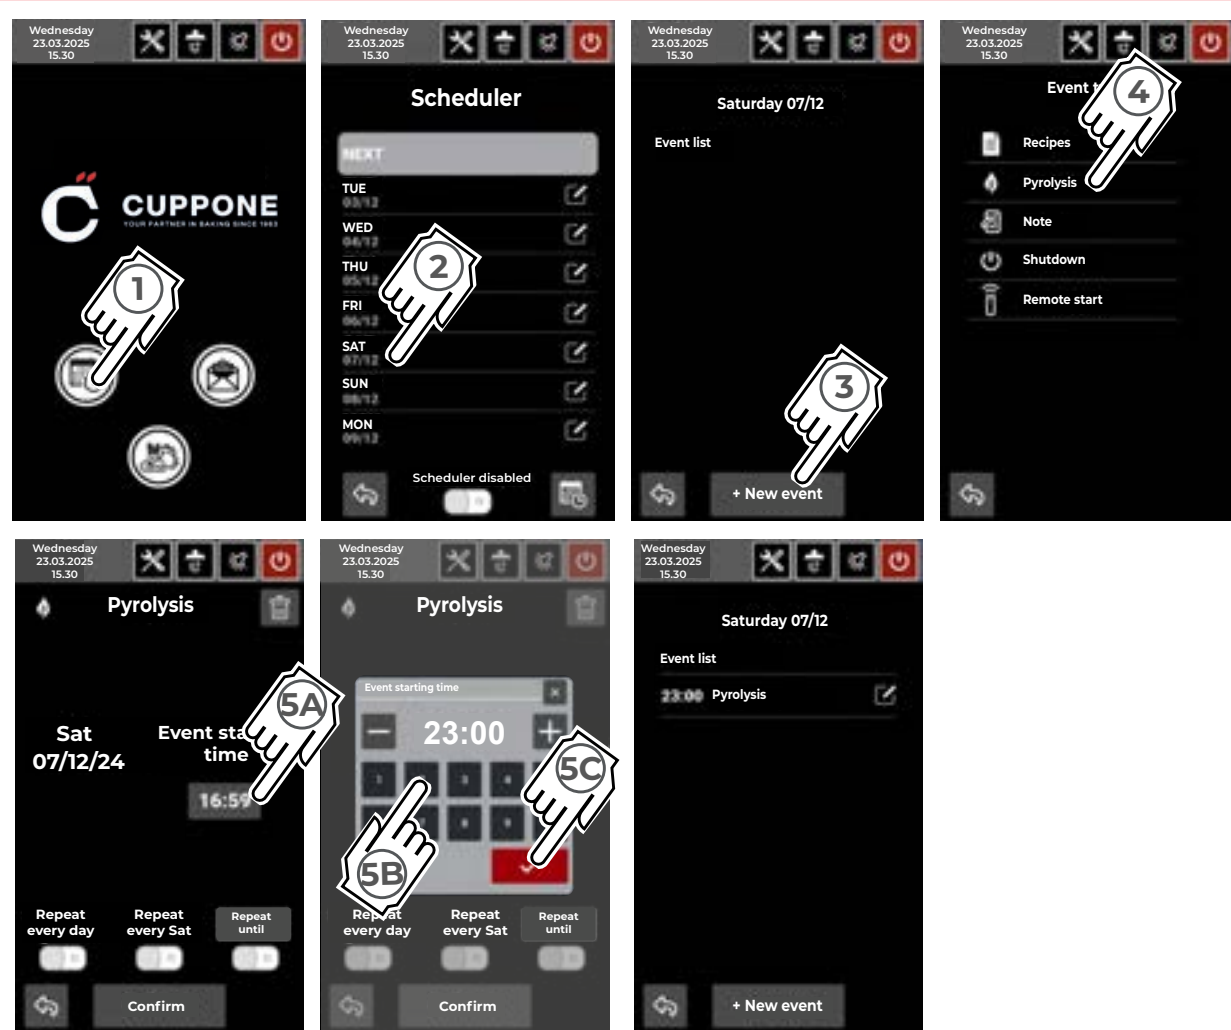 Wednesday
23.03.2025
15.30
CUPPONE
YOUR PARTNER IN BAKING SINCE 1963
1
Wednesday
23.03.2025
15.30
Scheduler
NEXT
TUE
03/12
WED
04/12
THU
05/12
FRI
06/12
SAT
07/12
SUN
08/12
MON
09/12
2
Scheduler disabled
Wednesday
23.03.2025
15.30
Saturday 07/12
Event list
3
+ New event
Wednesday
23.03.2025
15.30
Event t
4
Recipes
Pyrolysis
Note
Shutdown
Remote start
Wednesday
23.03.2025
15.30
Pyrolysis
5A
Sat
07/12/24
Event sta
time
16:59
Repeat
every day
Repeat
every Sat
Repeat
until
Confirm
Wednesday
23.03.2025
15.30
Pyrolysis
Event starting time
23:00
5C
5B
Repeat
every day
Repeat
every Sat
Repeat
until
Confirm
Wednesday
23.03.2025
15.30
Saturday 07/12
Event list
23:00 Pyrolysis
+ New event